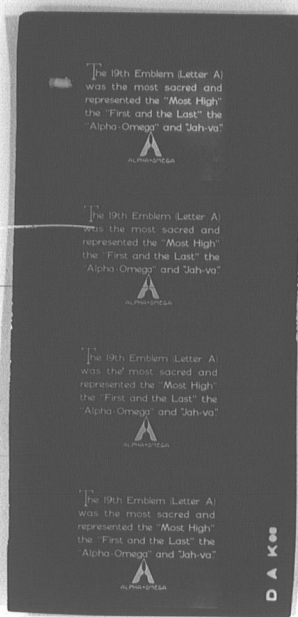 The 19th Emblem (Letter A)
was the most sacred and
represented the "Most High"
the "First and the Last" the
"Alpha-Omega" and "Jah-va."
ALPHA+OMEGA
The 19th Emblem (Letter A)
was the most sacred and
represented the "Most High"
the "First and the Last" the
"Alpha-Omega" and "Jah-va."
ALPHA+OMEGA
The 19th Emblem (Letter A)
was the most sacred and
represented the "Most High"
the "First and the Last" the
"Alpha-Omega" and "Jah-va."
ALPHA+OMEGA
The 19th Emblem (Letter A)
was the most sacred and
represented the "Most High"
the "First and the Last" the
"Alpha-Omega" and "Jah-va."
ALPHA+OMEGA